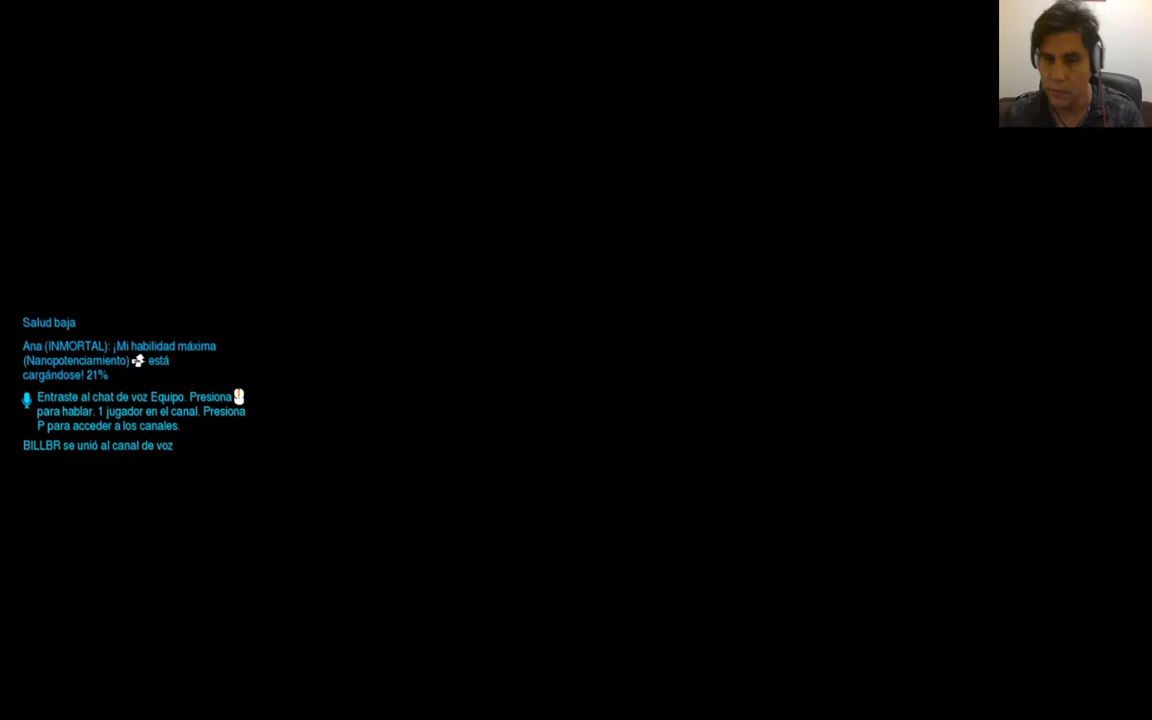 Salud baja
Ana (INMORTAL): ¡Mi habilidad máxima
(Nanopotenciamiento) está
cargándose! 21%
Entraste al chat de voz Equipo. Presiona
para hablar. 1 jugador en el canal. Presiona
P para acceder a los canales.
BILLBR se unió al canal de voz